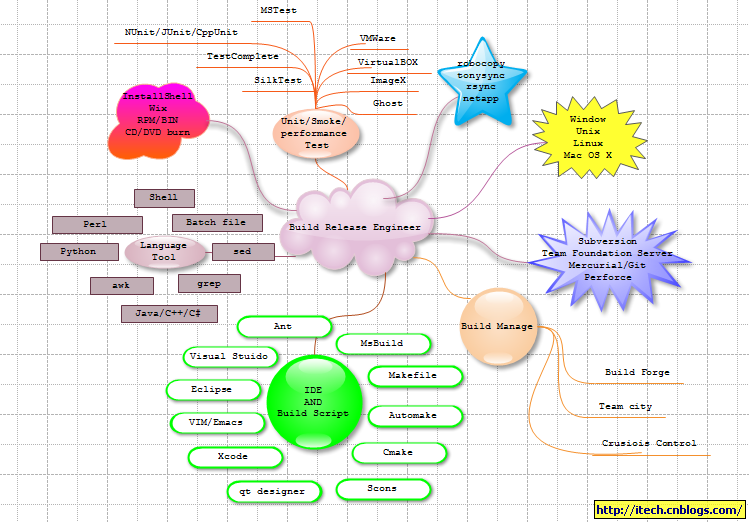 MSTest
NUnit/JUnit/CppUnit
VMWare
TestComplete
VirtualBOX
SilkTest
ImageX
Ghost
Unit/Smoke/
performance
Test
robocopy
tonysync
rsync
netapp
InstallShell
Wix
RPM/BIN
CD/DVD burn
Window
Unix
Linux
Mac OS X
Shell
Perl
Batch file
Python
Language
Tool
sed
awk
grep
Java/C++/C#
Build Release Engineer
Subversion
Team Foundation Server
Mercurial/Git
Perforce
Build Manage
Build Forge
Team city
Crusiois Control
Ant
MsBuild
Visual Stuido
Makefile
Eclipse
IDE
AND
Build Script
Automake
VIM/Emacs
Xcode
Cmake
qt designer
Scons
http://itech.cnblogs.com/